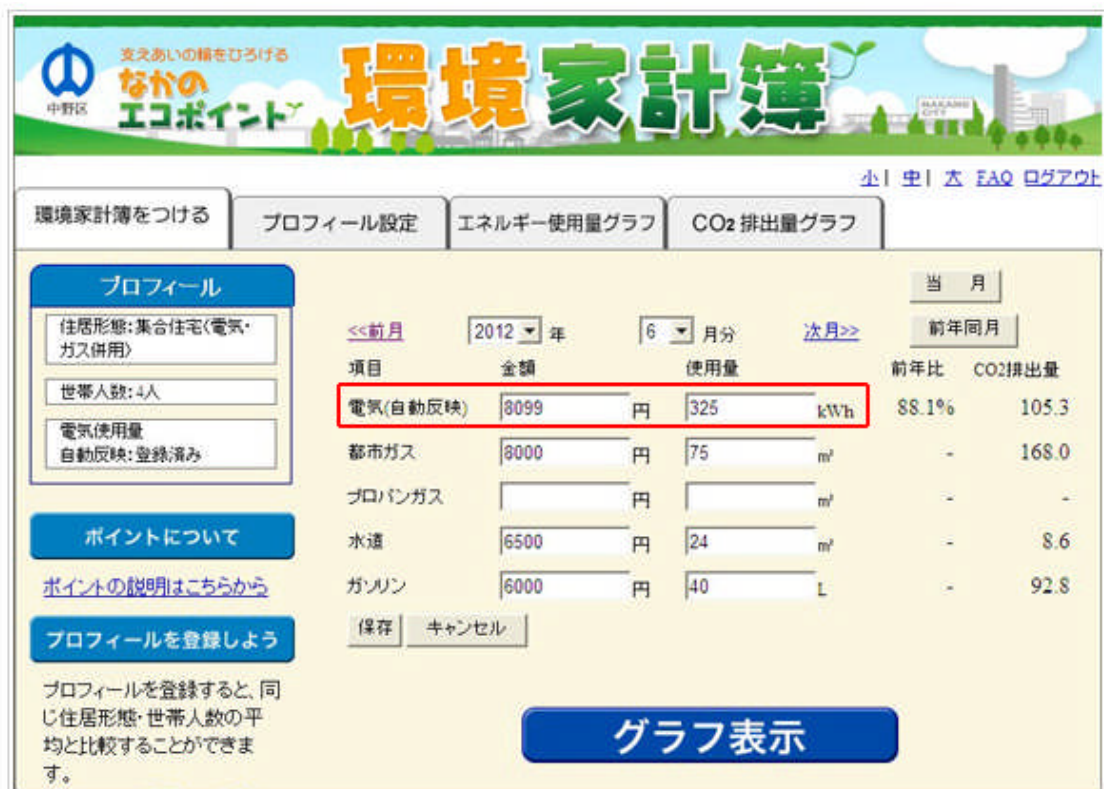 支えあいの輪をひろげる
なかの
エコポイント
中野区
環境家計簿
NAKANO
CITY
小| 中|大 FAQ ログアウト
環境家計簿をつける プロフィール設定 エネルギー使用量グラフ CO2 排出量グラフ
プロフィール
住居形態:集合住宅(電気・
ガス併用)
世帯人数:4人
電気使用量
自動反映:登録済み
ポイントについて
ポイントの説明はこちらから
プロフィールを登録しよう
プロフィールを登録すると、同
じ住居形態・世帯人数の平
均と比較することができま
す。
当 月
<<前月 2012 年 6 月分 次月>> 前年同月
項目 金額 使用量 前年比 CO2排出量
電気(自動反映) 8099 円 325 kWh 88.1% 105.3
都市ガス 8000 円 75 m³ - 168.0
プロパンガス 円 m³ - -
水道 6500 円 24 m³ - 8.6
ガソリン 6000 円 40 L - 92.8
保存 キャンセル
グラフ表示